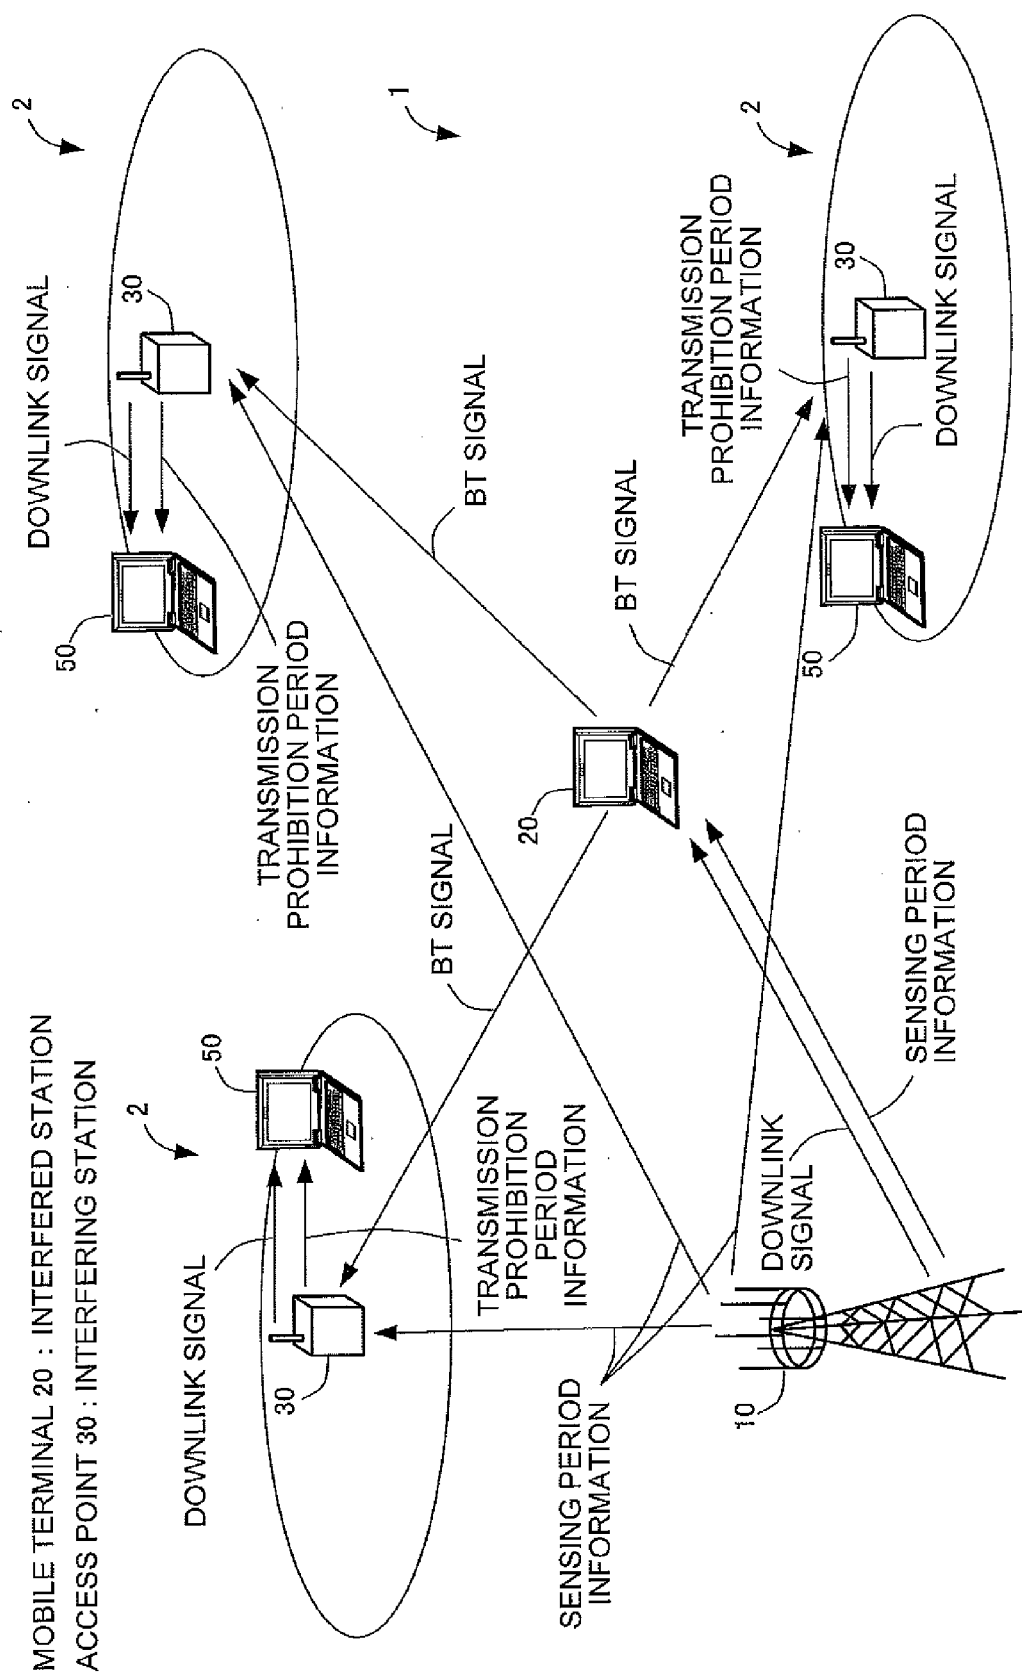 MOBILE TERMINAL 20 : INTERFERED STATION
ACCESS POINT 30 : INTERFERING STATION
2
50
DOWNLINK SIGNAL
30
TRANSMISSION
PROHIBITION
PERIOD
INFORMATION
SENSING PERIOD
INFORMATION
10
DOWNLINK
SIGNAL
SENSING PERIOD
INFORMATION
BT SIGNAL
20
2
DOWNLINK SIGNAL
30
50
TRANSMISSION
PROHIBITION PERIOD
INFORMATION
BT SIGNAL
1
BT SIGNAL
2
TRANSMISSION
PROHIBITION PERIOD
INFORMATION
30
DOWNLINK SIGNAL
50